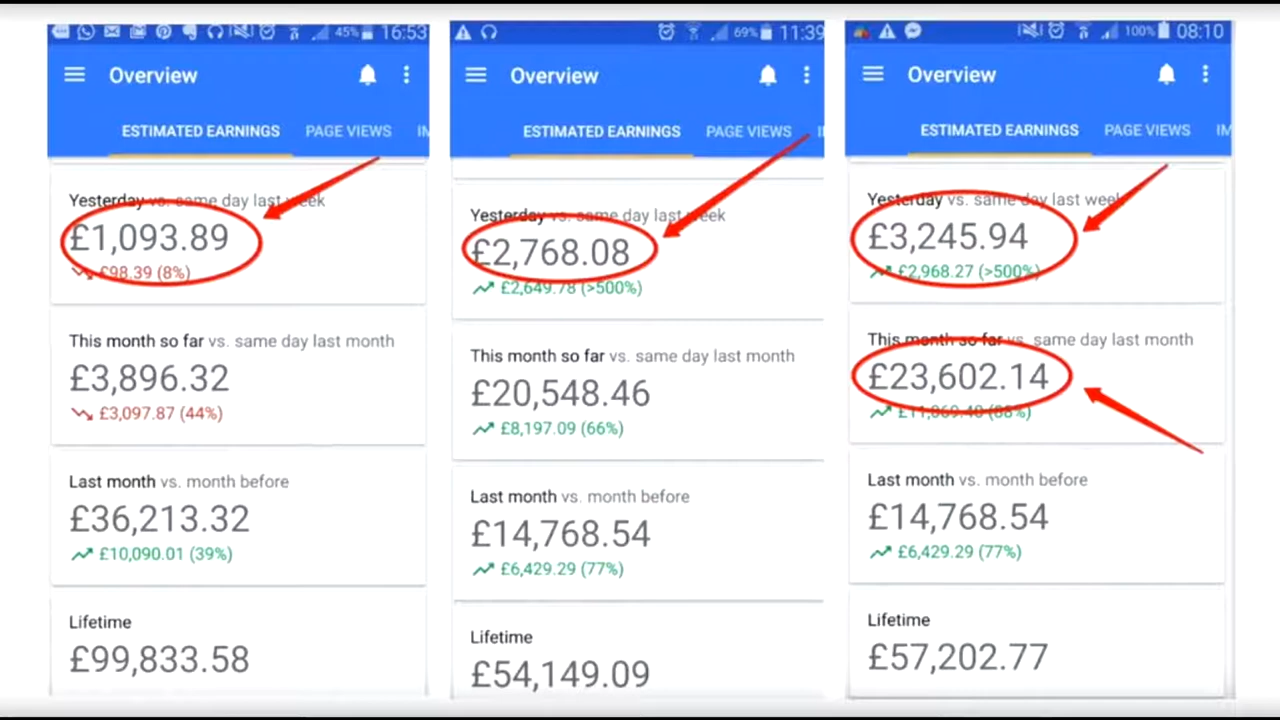 45% 16:53
Overview
ESTIMATED EARNINGS PAGE VIEWS IM
Yesterday vs. same day last week
£1,093.89
£98.39 (8%)
This month so far vs. same day last month
£3,896.32
£3,097.87 (44%)
Last month vs. month before
£36,213.32
£10,090.01 (39%)
Lifetime
£99,833.58
69% 11:39
Overview
ESTIMATED EARNINGS PAGE VIEWS
Yesterday vs. same day last week
£2,768.08
£2,649.78 (>500%)
This month so far vs. same day last month
£20,548.46
£8,197.09 (66%)
Last month vs. month before
£14,768.54
£6,429.29 (77%)
Lifetime
£54,149.09
100% 08:10
Overview
ESTIMATED EARNINGS PAGE VIEWS IM
Yesterday vs. same day last week
£3,245.94
£2,968.27 (>500%)
This month so far vs. same day last month
£23,602.14
Last month vs. month before
£14,768.54
£6,429.29 (77%)
Lifetime
£57,202.77